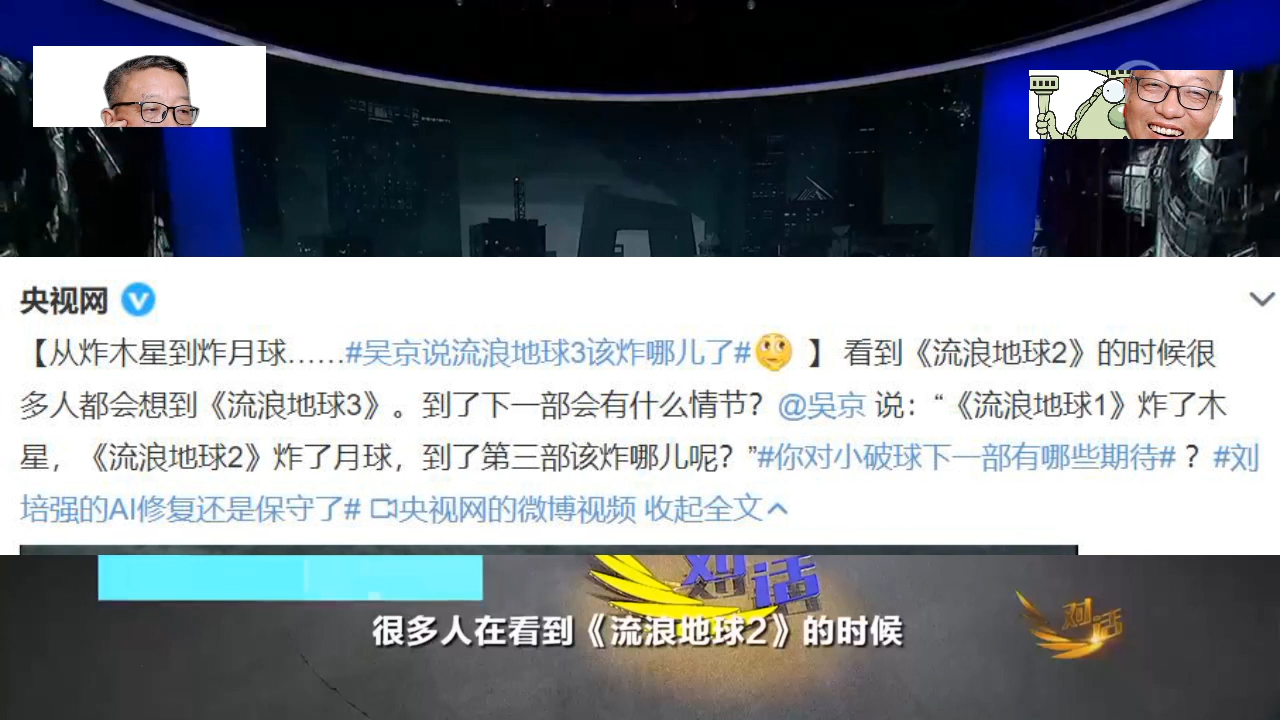 央视网
【从炸木星到炸月球……#吴京说流浪地球3该炸哪儿了# 】 看到《流浪地球2》的时候很
多人都会想到《流浪地球3》。到了下一部会有什么情节？@吳京 说：“《流浪地球1》炸了木
星，《流浪地球2》炸了月球，到了第三部该炸哪儿呢？”#你对小破球下一部有哪些期待# ？ #刘
培强的AI修复还是保守了# 央视网的微博视频 收起全文
对话
很多人在看到《流浪地球2》的时候
对话